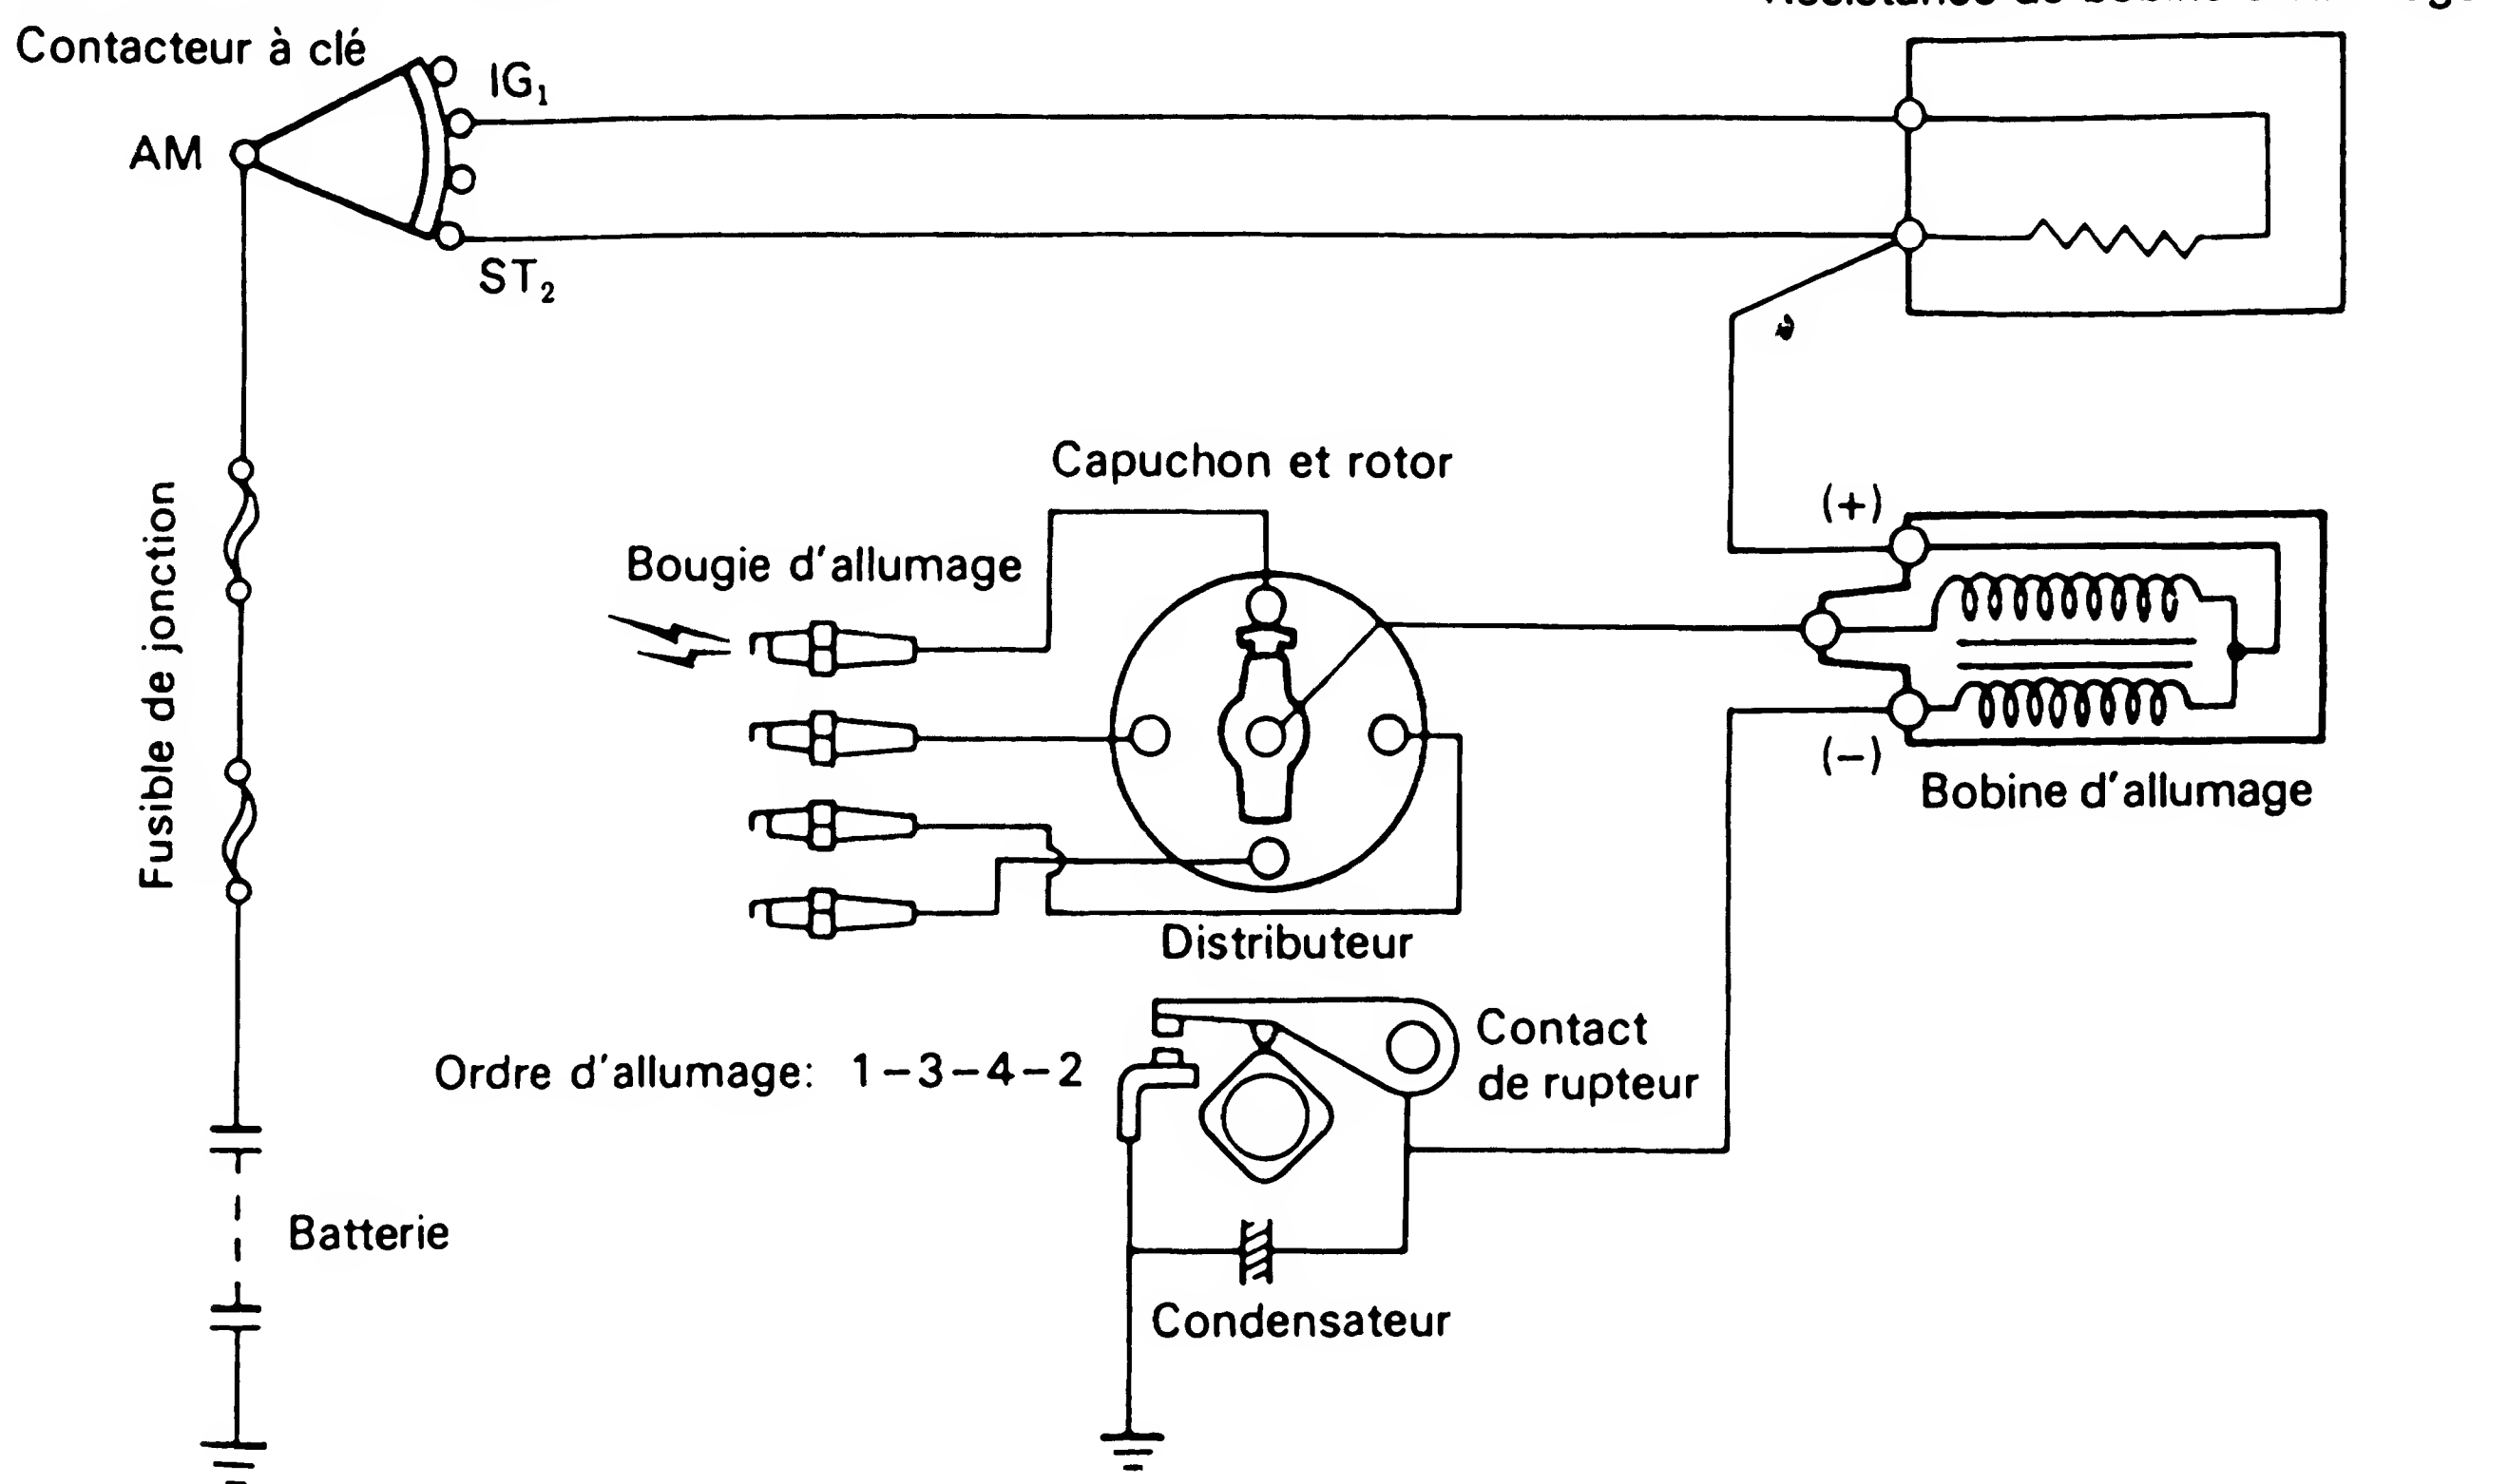 Contacteur à clé
IG1
AM
ST2
Capuchon et rotor
(+)
Bougie d'allumage
Fusible de jonction
(−)
Bobine d'allumage
Distributeur
Contact
de rupteur
Ordre d'allumage: 1−3−4−2
Batterie
Condensateur